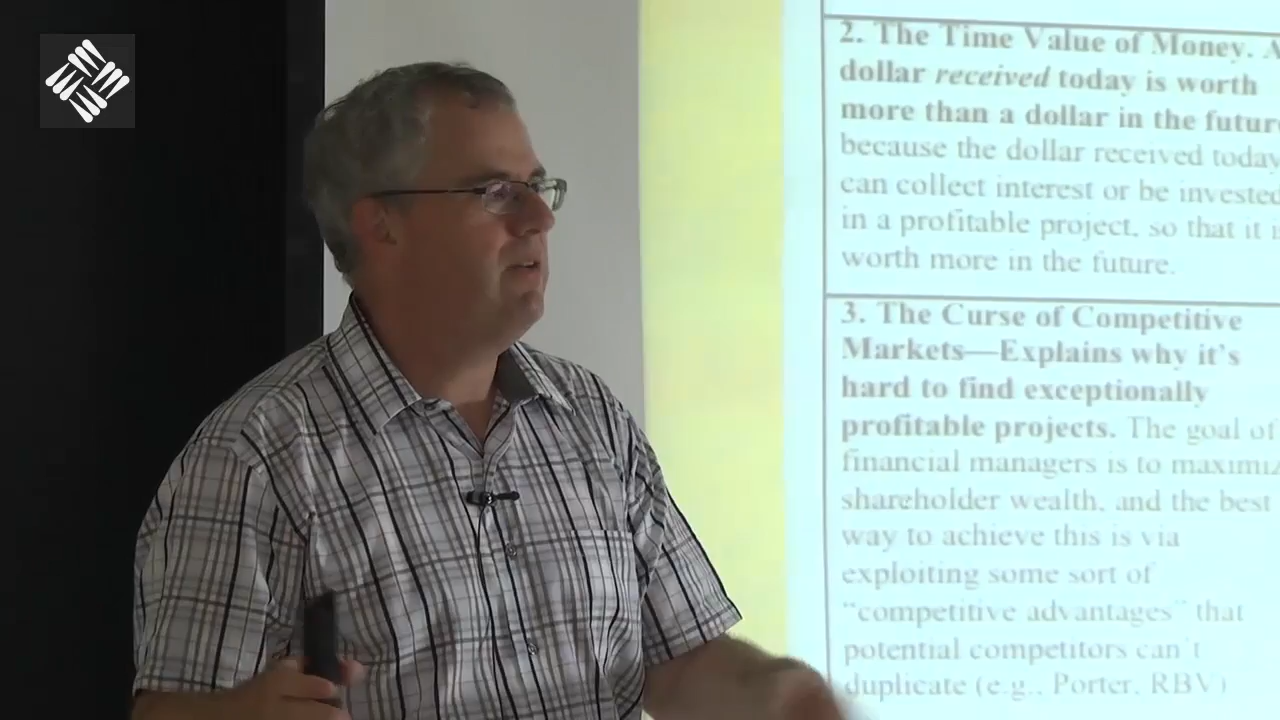 2. The Time Value of Money. A
dollar received today is worth
more than a dollar in the future
because the dollar received today
can collect interest or be invested
in a profitable project, so that it is
worth more in the future.
3. The Curse of Competitive
Markets—Explains why it's
hard to find exceptionally
profitable projects. The goal of
financial managers is to maximiz
shareholder wealth, and the best
way to achieve this is via
exploiting some sort of
“competitive advantages” that
potential competitors can't
duplicate (e.g., Porter, RBV)